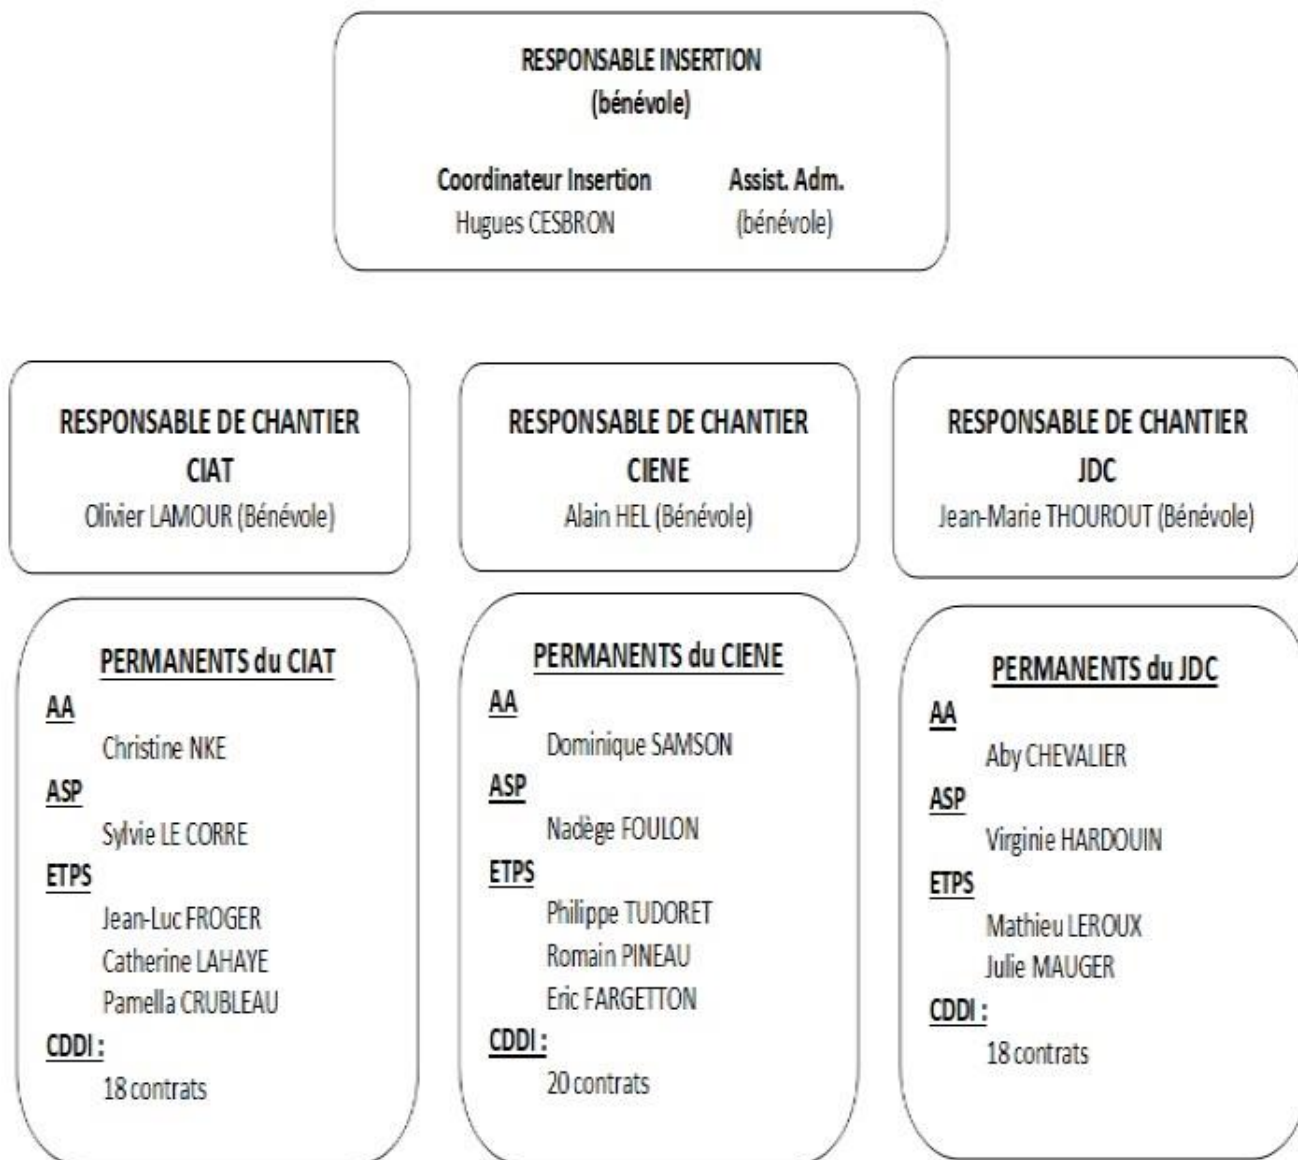 RESPONSABLE INSERTION
(bénévole)
Coordinateur Insertion Assist. Adm.
Hugues CESBRON (bénévole)
RESPONSABLE DE CHANTIER
CIAT
Olivier LAMOUR (Bénévole)
RESPONSABLE DE CHANTIER
CIENE
Alain HEL (Bénévole)
RESPONSABLE DE CHANTIER
JDC
Jean-Marie THOUROUT (Bénévole)
PERMANENTS du CIAT
AA
Christine NKE
ASP
Sylvie LE CORRE
ETPS
Jean-Luc FROGER
Catherine LAHAYE
Pamella CRUBLEAU
CDDI :
18 contrats
PERMANENTS du CIENE
AA
Dominique SAMSON
ASP
Nadège FOULON
ETPS
Philippe TUDORET
Romain PINEAU
Eric FARGETTON
CDDI :
20 contrats
PERMANENTS du JDC
AA
Aby CHEVALIER
ASP
Virginie HARDOUIN
ETPS
Mathieu LEROUX
Julie MAUGER
CDDI :
18 contrats